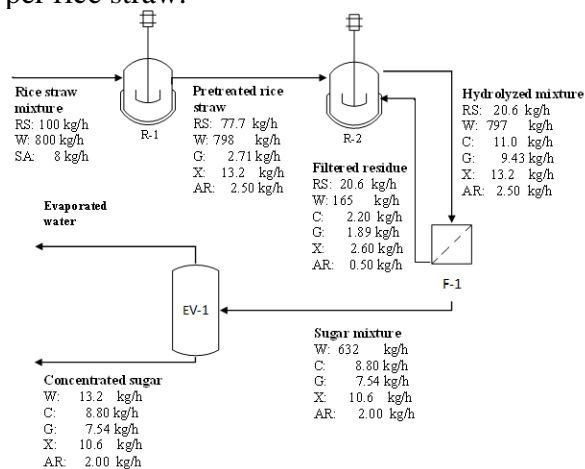 per rice straw.
Rice straw
mixture
RS: 100 kg/h
W: 800 kg/h
SA: 8 kg/h
R-1
Pretreated rice
straw
RS: 77.7 kg/h
W: 798 kg/h
G: 2.71 kg/h
X: 13.2 kg/h
AR: 2.50 kg/h
R-2
Hydrolyzed mixture
RS: 20.6 kg/h
W: 797 kg/h
C: 11.0 kg/h
G: 9.43 kg/h
X: 13.2 kg/h
AR: 2.50 kg/h
Filtered residue
RS: 20.6 kg/h
W: 165 kg/h
C: 2.20 kg/h
G: 1.89 kg/h
X: 2.60 kg/h
AR: 0.50 kg/h
F-1
Evaporated
water
EV-1
Sugar mixture
W: 632 kg/h
C: 8.80 kg/h
G: 7.54 kg/h
X: 10.6 kg/h
AR: 2.00 kg/h
Concentrated sugar
W: 13.2 kg/h
C: 8.80 kg/h
G: 7.54 kg/h
X: 10.6 kg/h
AR: 2.00 kg/h